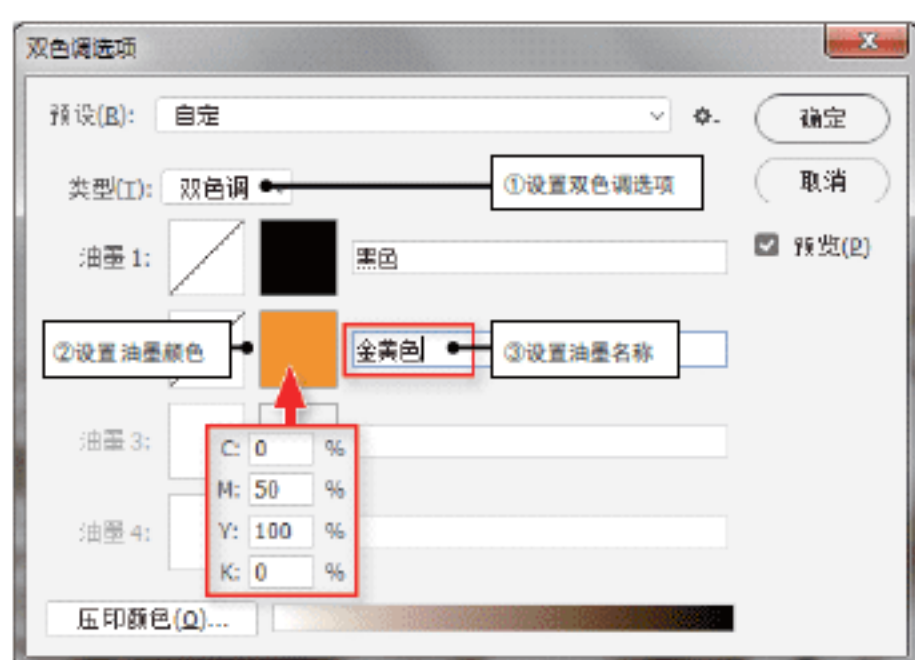 双色调选项
预设(R): 自定 确定
类型(T): 双色调 ①设置双色调选项 取消
油墨 1: 黑色 预览(P)
②设置油墨颜色 金黄色 ③设置油墨名称
油墨 3:
C: 0 %
M: 50 %
油墨 4: Y: 100 %
K: 0 %
压印颜色(O)...